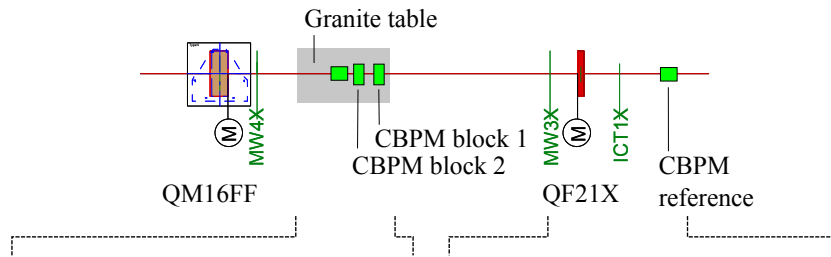 Granite table
MW4X
M
CBPM block 1
CBPM block 2
MW3X
M
ICT1X
CBPM
reference
QM16FF
QF21X